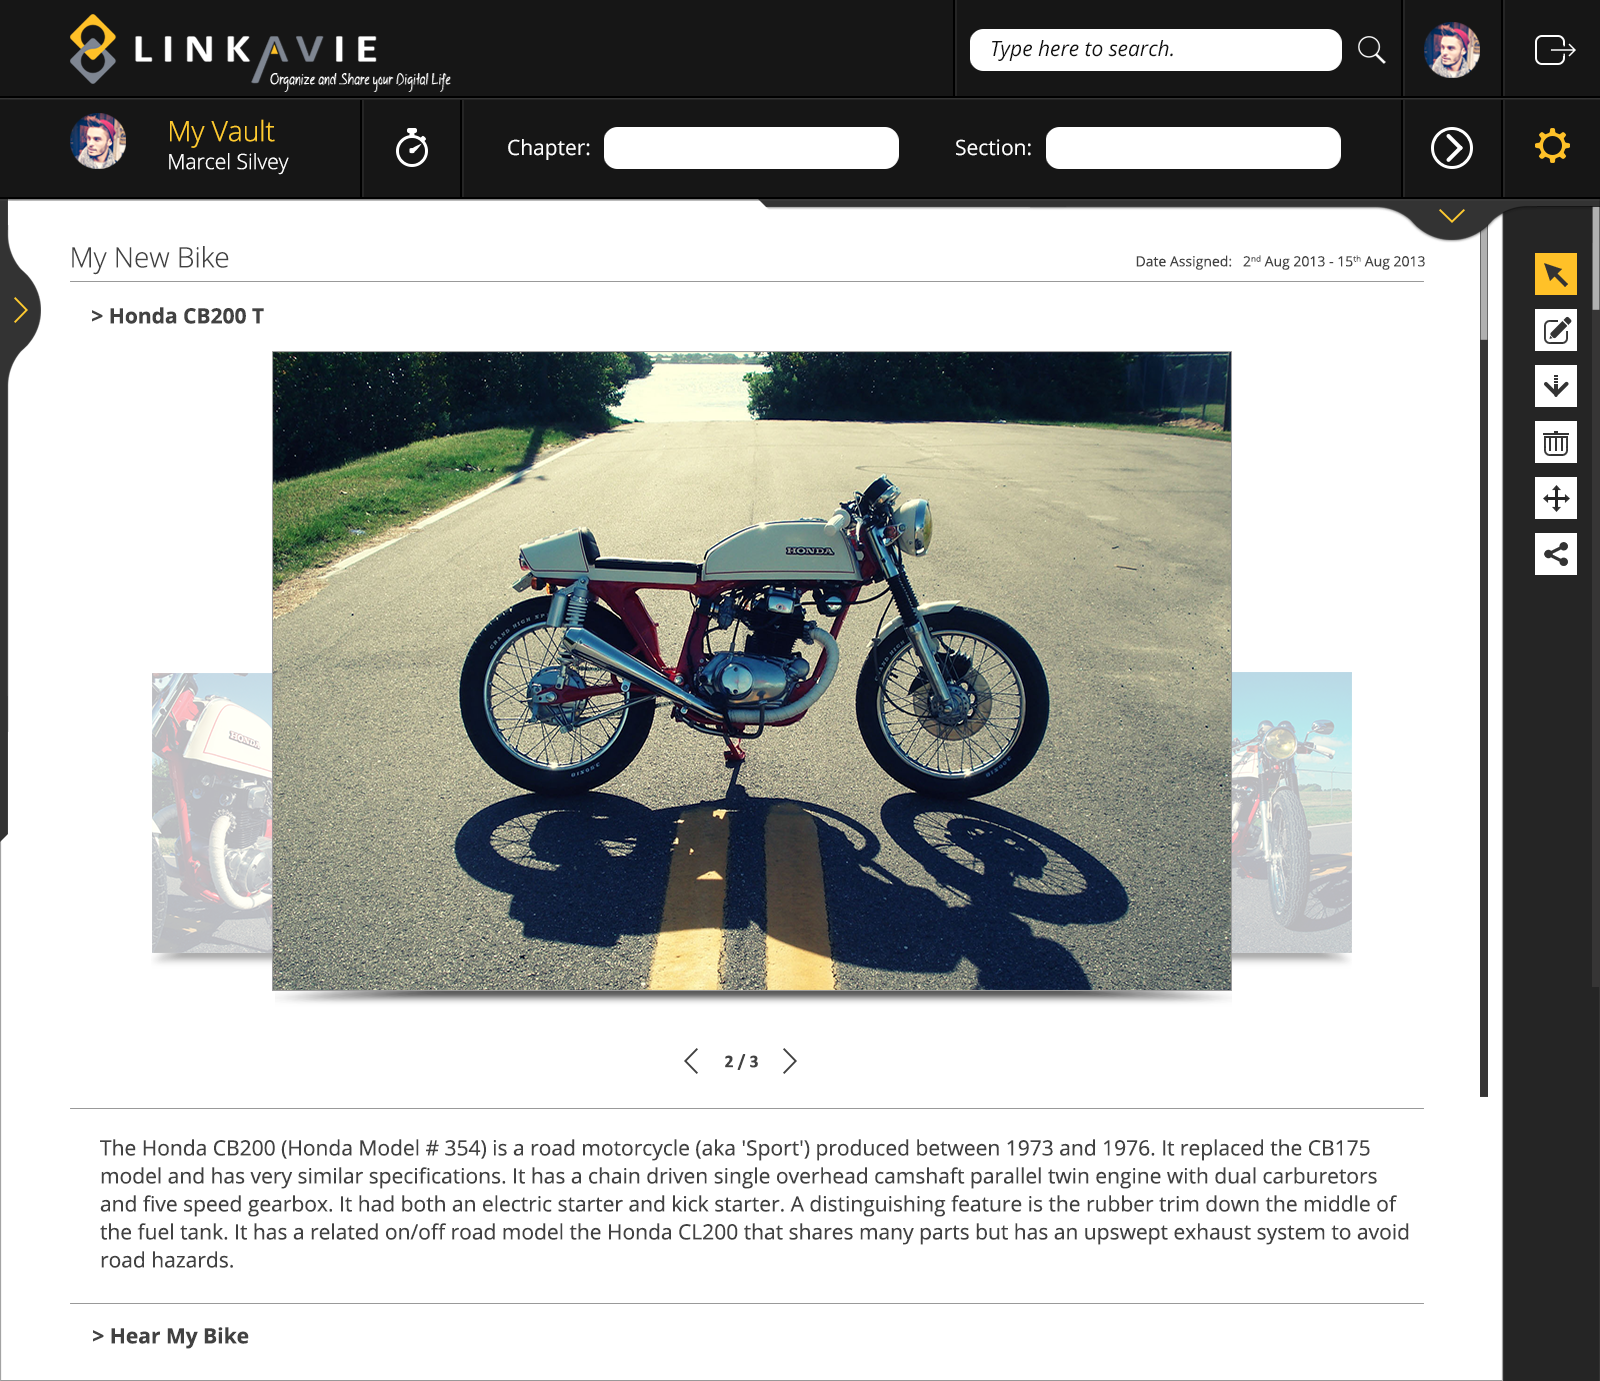 LINKAVIE
Organize and Share your Digital Life
Type here to search.
My Vault
Marcel Silvey
Chapter:
Section:
My New Bike
Date Assigned: 2nd Aug 2013 - 15th Aug 2013
> Honda CB200 T
HONDA
HONDA
2 / 3
The Honda CB200 (Honda Model # 354) is a road motorcycle (aka 'Sport') produced between 1973 and 1976. It replaced the CB175
model and has very similar specifications. It has a chain driven single overhead camshaft parallel twin engine with dual carburetors
and five speed gearbox. It had both an electric starter and kick starter. A distinguishing feature is the rubber trim down the middle of
the fuel tank. It has a related on/off road model the Honda CL200 that shares many parts but has an upswept exhaust system to avoid
road hazards.
> Hear My Bike